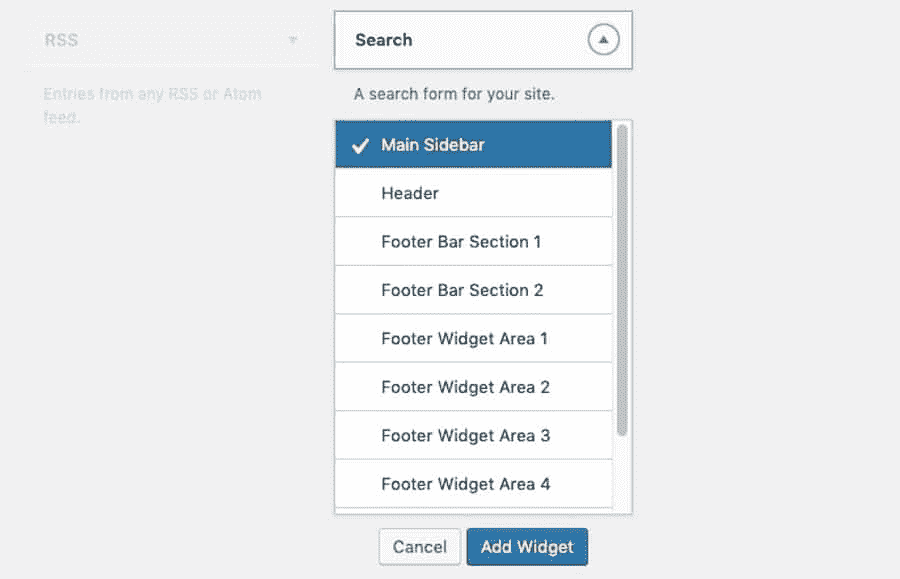 RSS
Entries from any RSS or Atom
feed.
Search
A search form for your site.
Main Sidebar
Header
Footer Bar Section 1
Footer Bar Section 2
Footer Widget Area 1
Footer Widget Area 2
Footer Widget Area 3
Footer Widget Area 4
Cancel
Add Widget